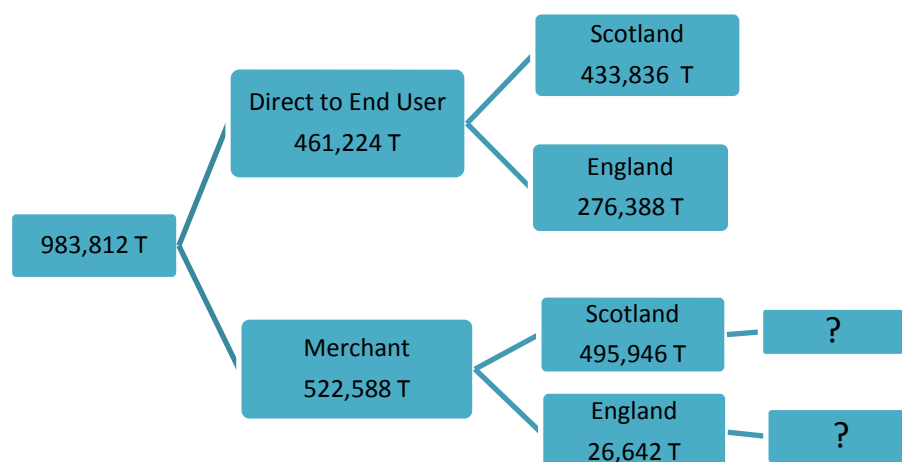 Scotland
433,836 T
Direct to End User
461,224 T
England
276,388 T
983,812 T
Scotland
495,946 T
?
Merchant
522,588 T
England
26,642 T
?